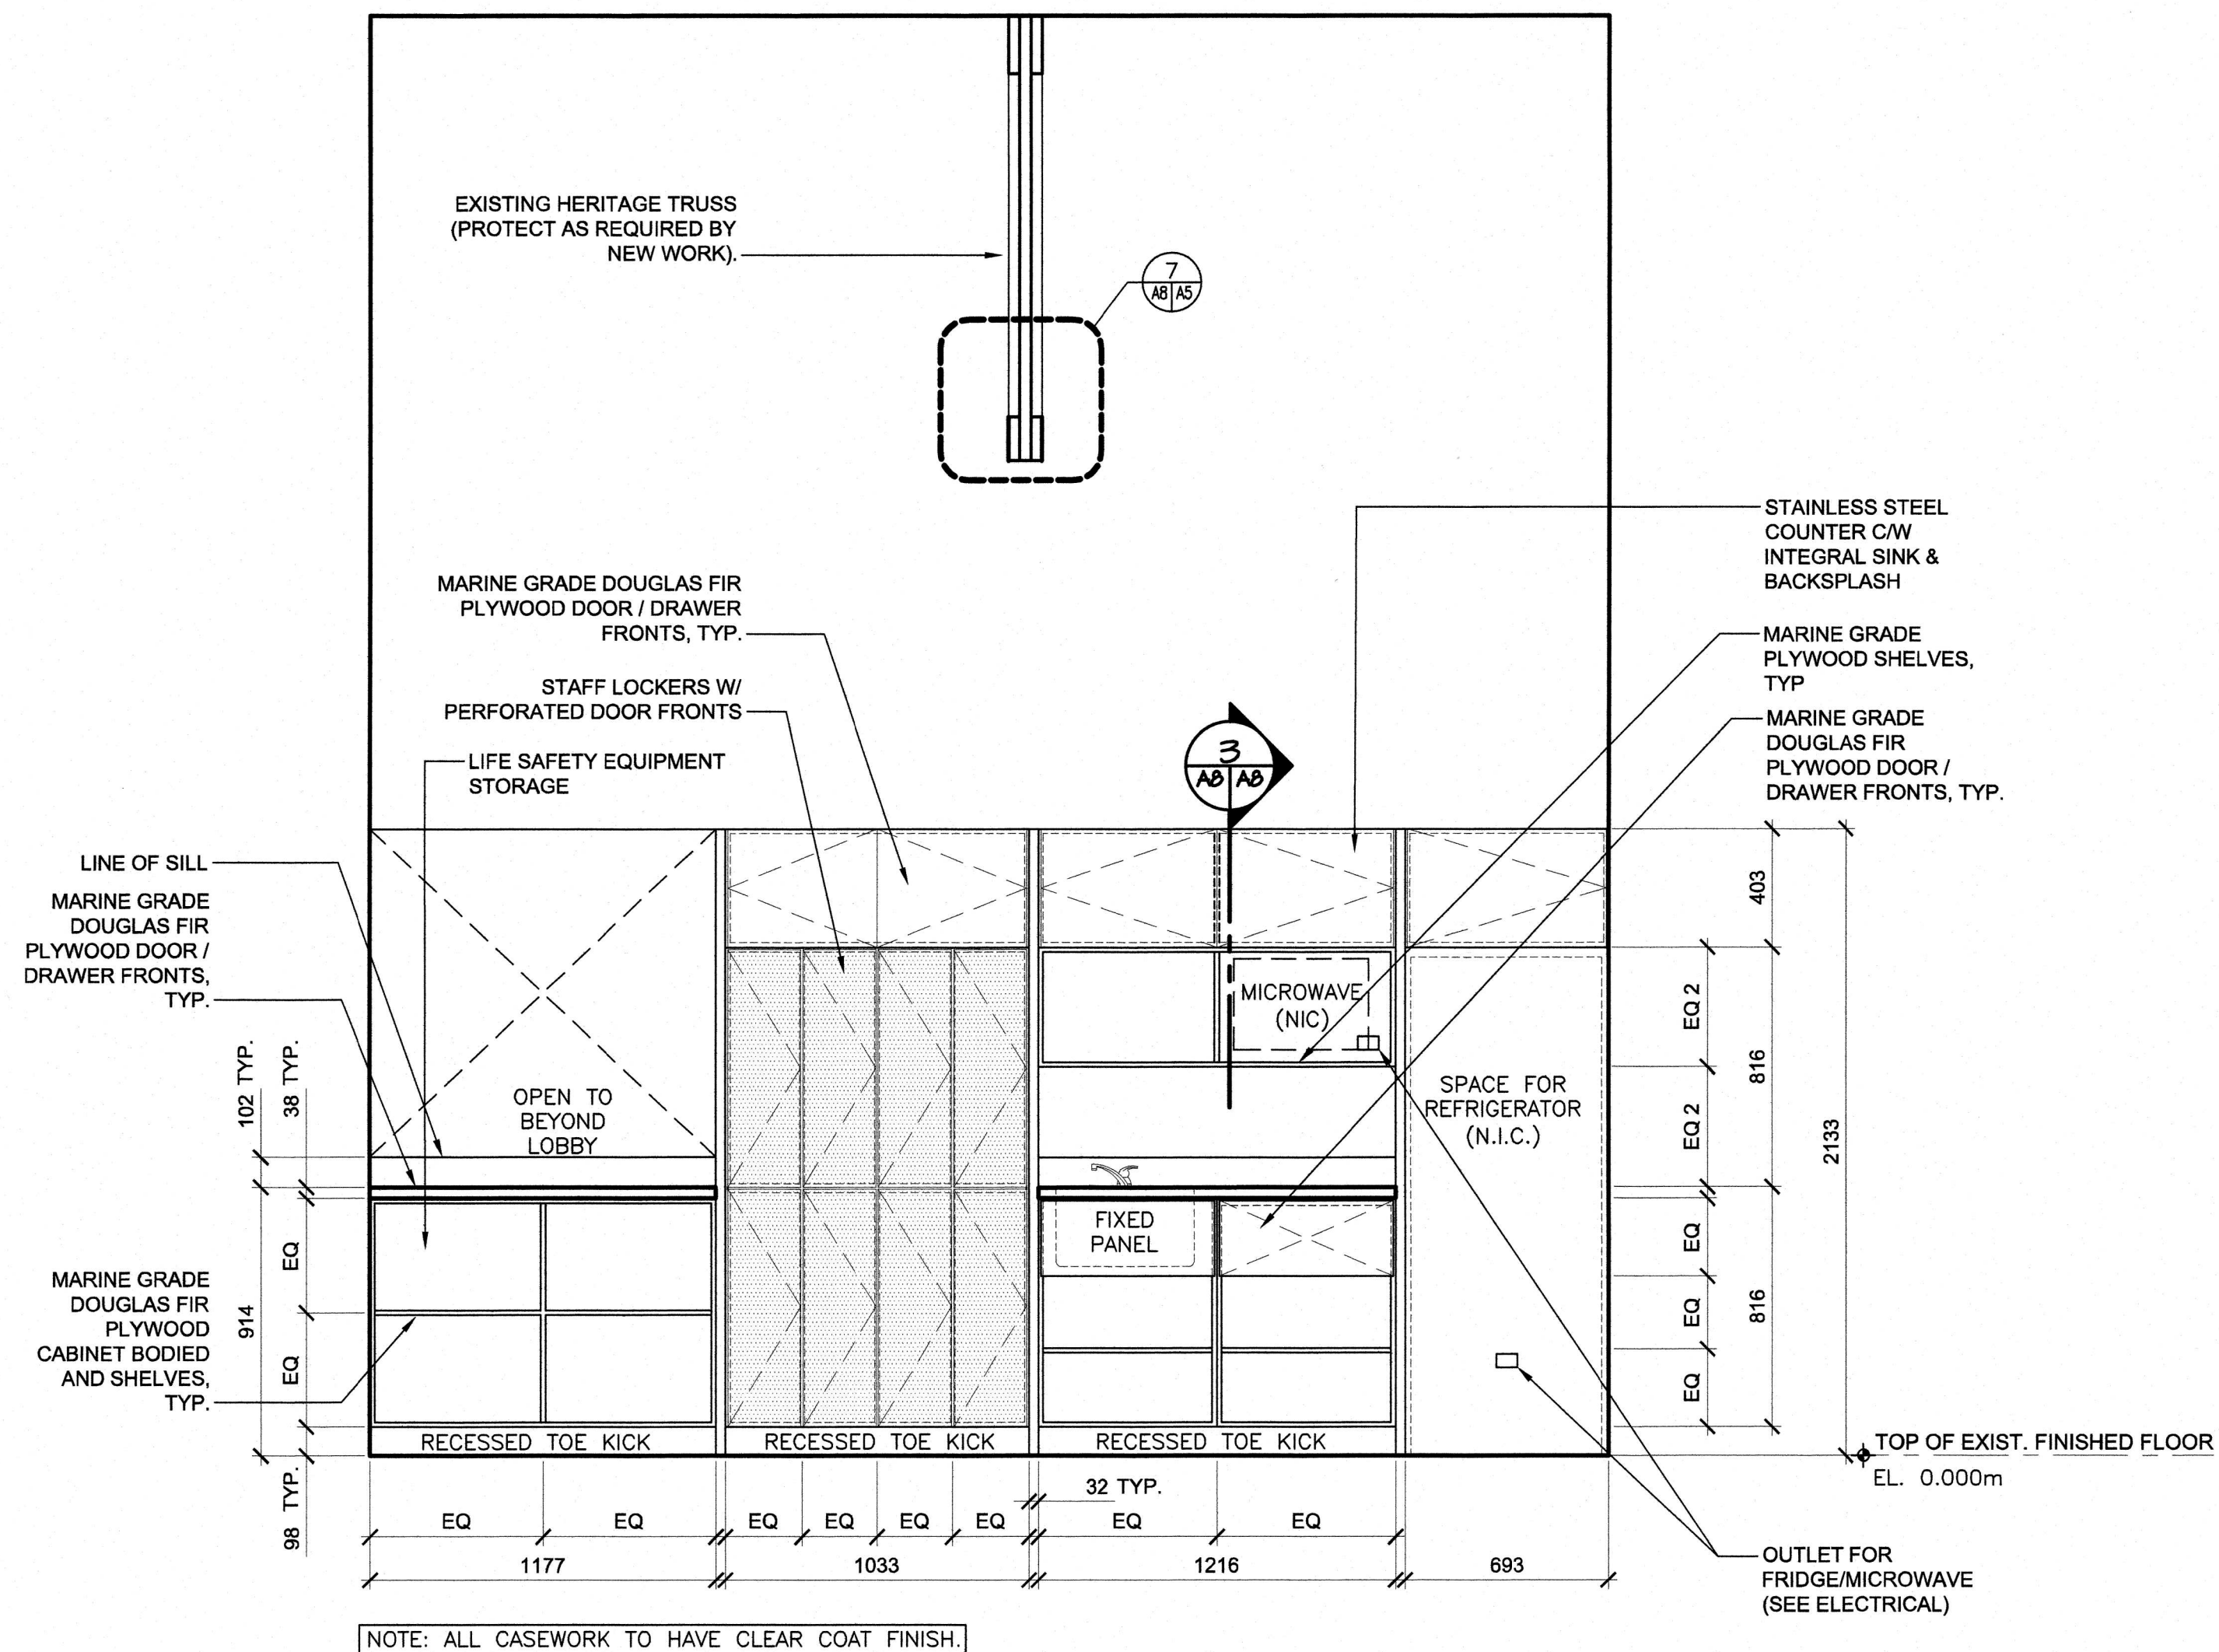 EXISTING HERITAGE TRUSS
(PROTECT AS REQUIRED BY
NEW WORK).
7
A8 A5
STAINLESS STEEL
COUNTER C/W
INTEGRAL SINK &
BACKSPLASH
MARINE GRADE DOUGLAS FIR
PLYWOOD DOOR / DRAWER
FRONTS, TYP.
MARINE GRADE
PLYWOOD SHELVES,
TYP
STAFF LOCKERS W/
PERFORATED DOOR FRONTS
MARINE GRADE
DOUGLAS FIR
PLYWOOD DOOR /
DRAWER FRONTS, TYP.
LIFE SAFETY EQUIPMENT
STORAGE
3
A8 A8
LINE OF SILL
MARINE GRADE
DOUGLAS FIR
PLYWOOD DOOR /
DRAWER FRONTS,
TYP.
403
MICROWAVE
(NIC)
EQ 2
816
EQ 2
2133
102 TYP.
38 TYP.
OPEN TO
BEYOND
LOBBY
SPACE FOR
REFRIGERATOR
(N.I.C.)
FIXED
PANEL
EQ
EQ
914
MARINE GRADE
DOUGLAS FIR
PLYWOOD
CABINET BODIED
AND SHELVES,
TYP.
EQ
EQ
EQ
816
RECESSED TOE KICK
RECESSED TOE KICK
RECESSED TOE KICK
TOP OF EXIST. FINISHED FLOOR
EL. 0.000m
98 TYP.
32 TYP.
EQ EQ EQ EQ EQ EQ EQ EQ
1177 1033 1216 693
OUTLET FOR
FRIDGE/MICROWAVE
(SEE ELECTRICAL)
NOTE: ALL CASEWORK TO HAVE CLEAR COAT FINISH.